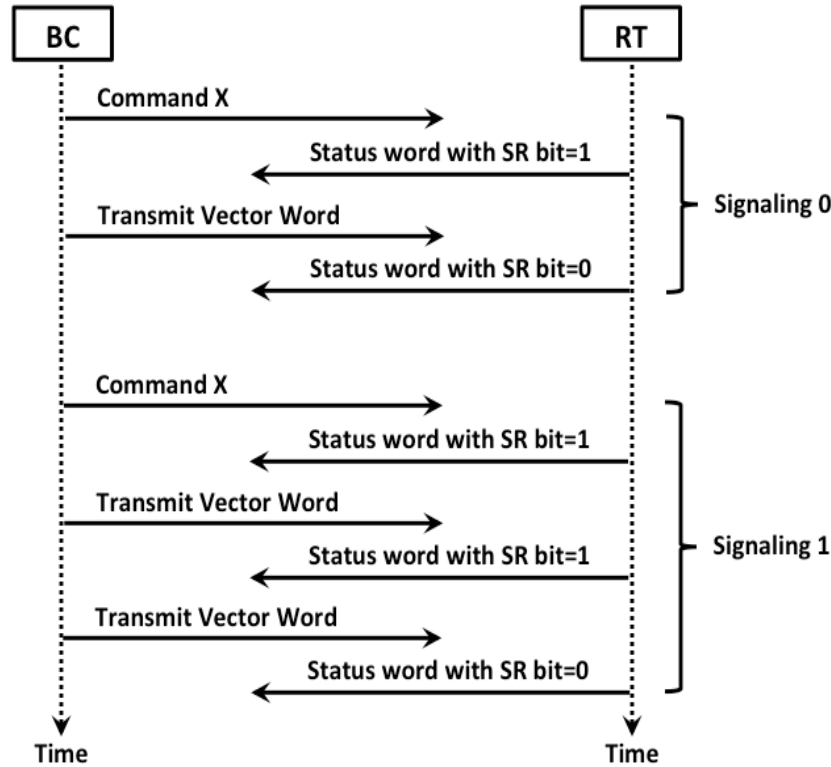 BC
RT
Command X
Status word with SR bit=1
Signaling 0
Transmit Vector Word
Status word with SR bit=0
Command X
Status word with SR bit=1
Transmit Vector Word
Signaling 1
Status word with SR bit=1
Transmit Vector Word
Status word with SR bit=0
Time
Time